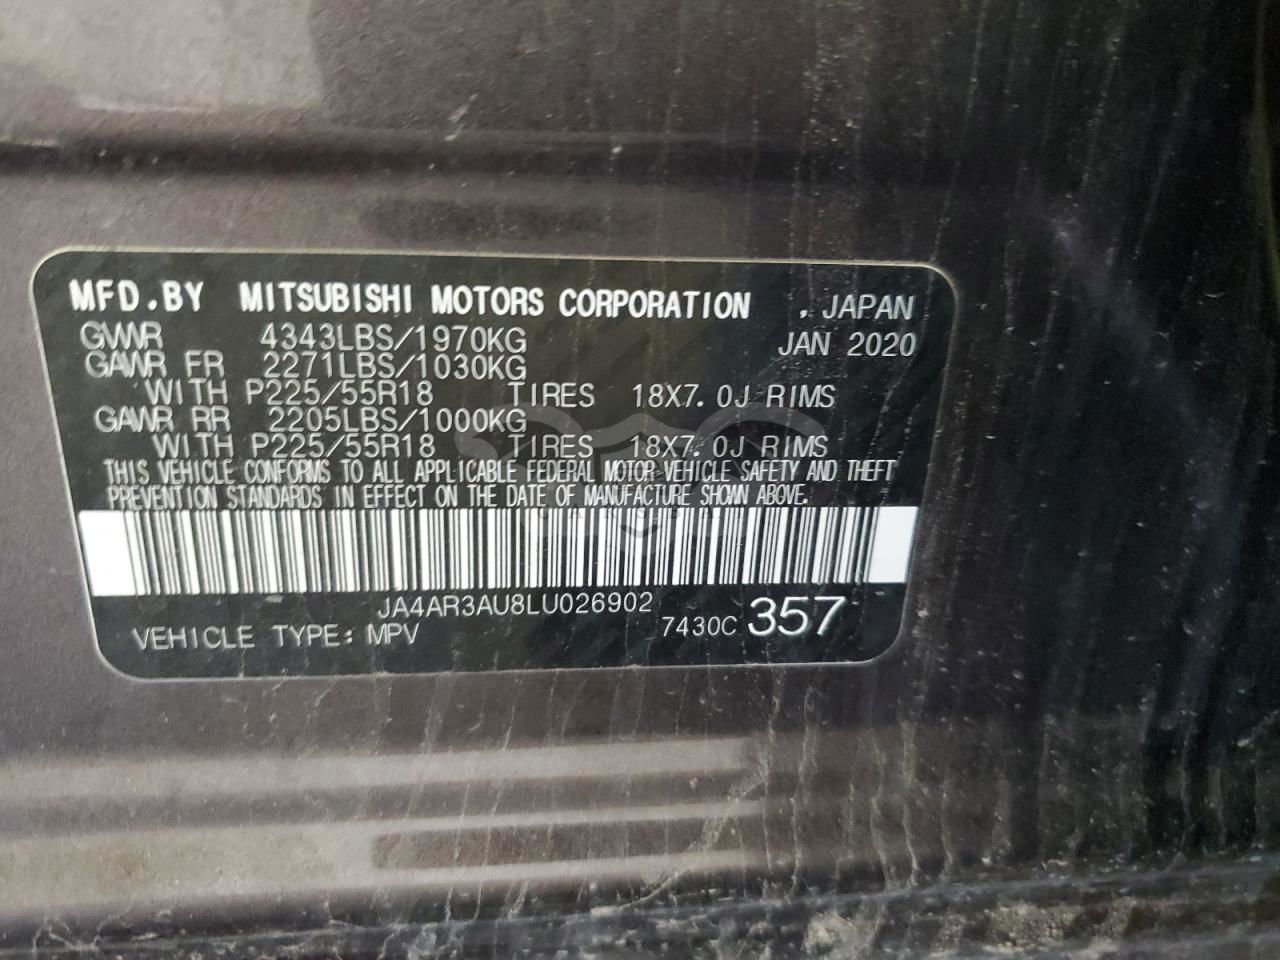 MFD.BY MITSUBISHI MOTORS CORPORATION , JAPAN
GVWR 4343LBS/1970KG JAN 2020
GAWR FR 2271LBS/1030KG
WITH P225/55R18 TIRES 18X7.0J RIMS
GAWR RR 2205LBS/1000KG
WITH P225/55R18 TIRES 18X7.0J RIMS
THIS VEHICLE CONFORMS TO ALL APPLICABLE FEDERAL MOTOR VEHICLE SAFETY AND THEFT
PREVENTION STANDARDS IN EFFECT ON THE DATE OF MANUFACTURE SHOWN ABOVE.
JA4AR3AU8LU026902
VEHICLE TYPE: MPV 7430C 357